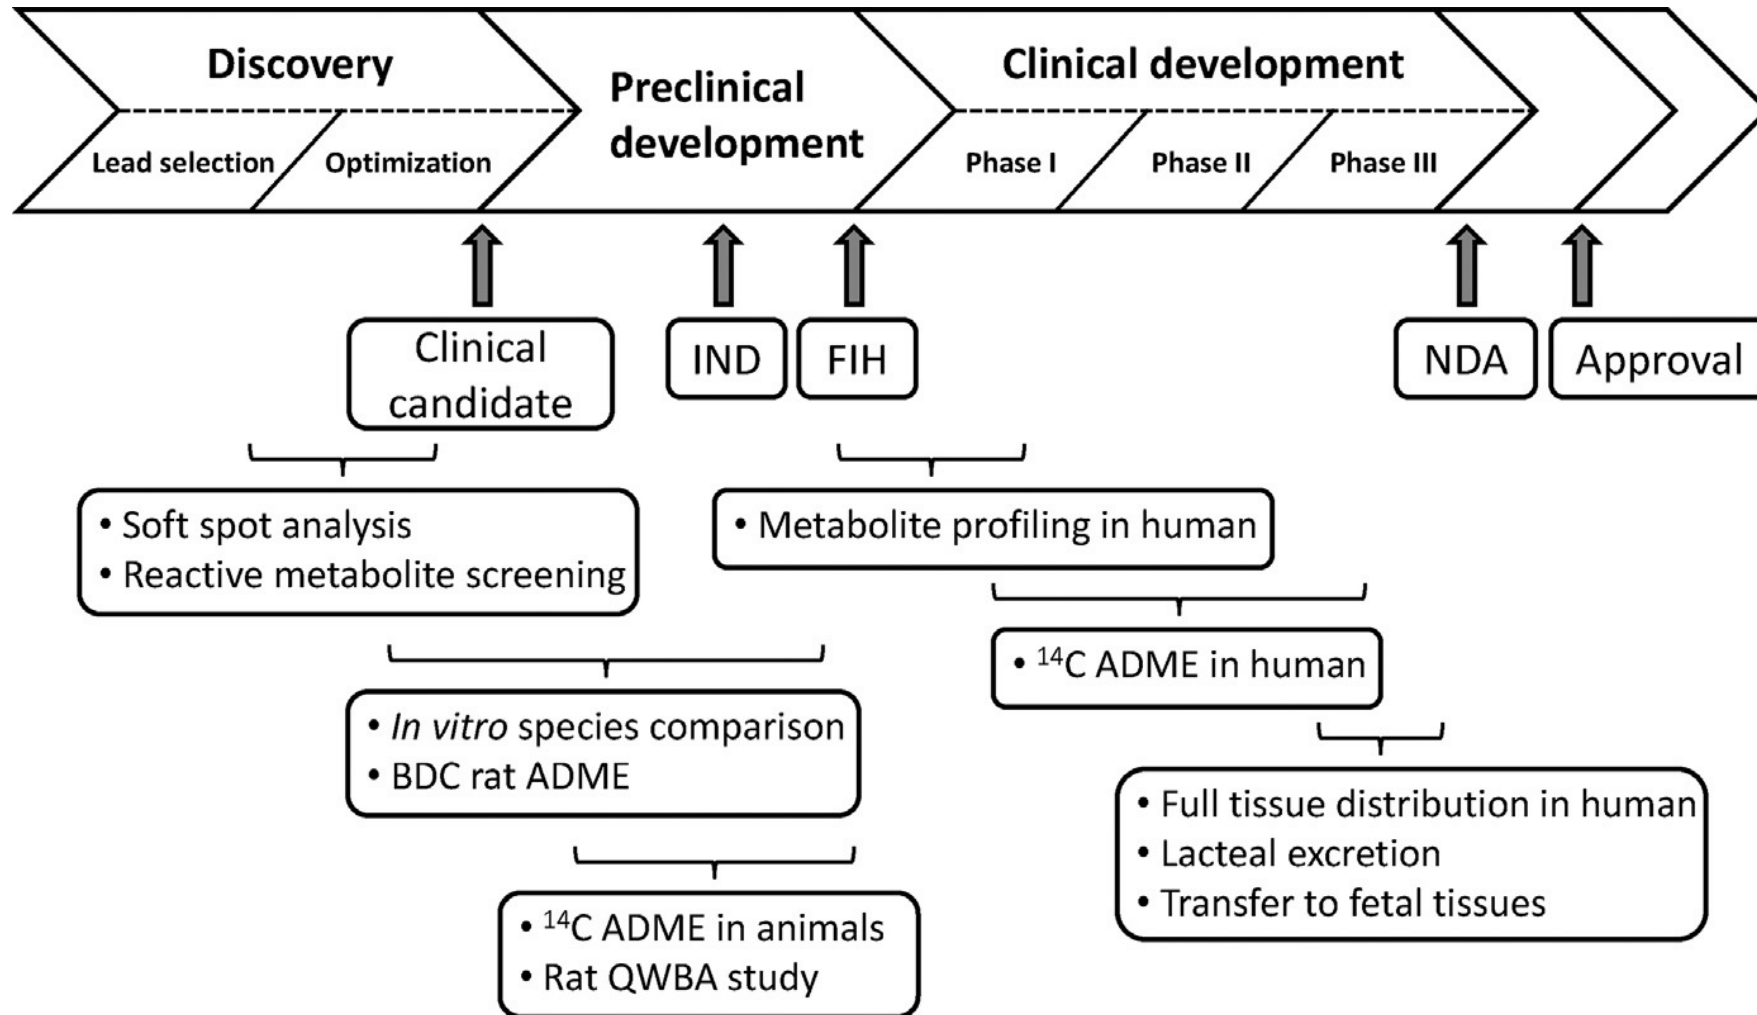 Discovery
Preclinical
development
Clinical development
Lead selection
Optimization
Phase I
Phase II
Phase III
Clinical
candidate
IND
FIH
NDA
Approval
• Soft spot analysis
• Reactive metabolite screening
• Metabolite profiling in human
• ¹⁴C ADME in human
• In vitro species comparison
• BDC rat ADME
• Full tissue distribution in human
• Lacteal excretion
• Transfer to fetal tissues
• ¹⁴C ADME in animals
• Rat QWBA study